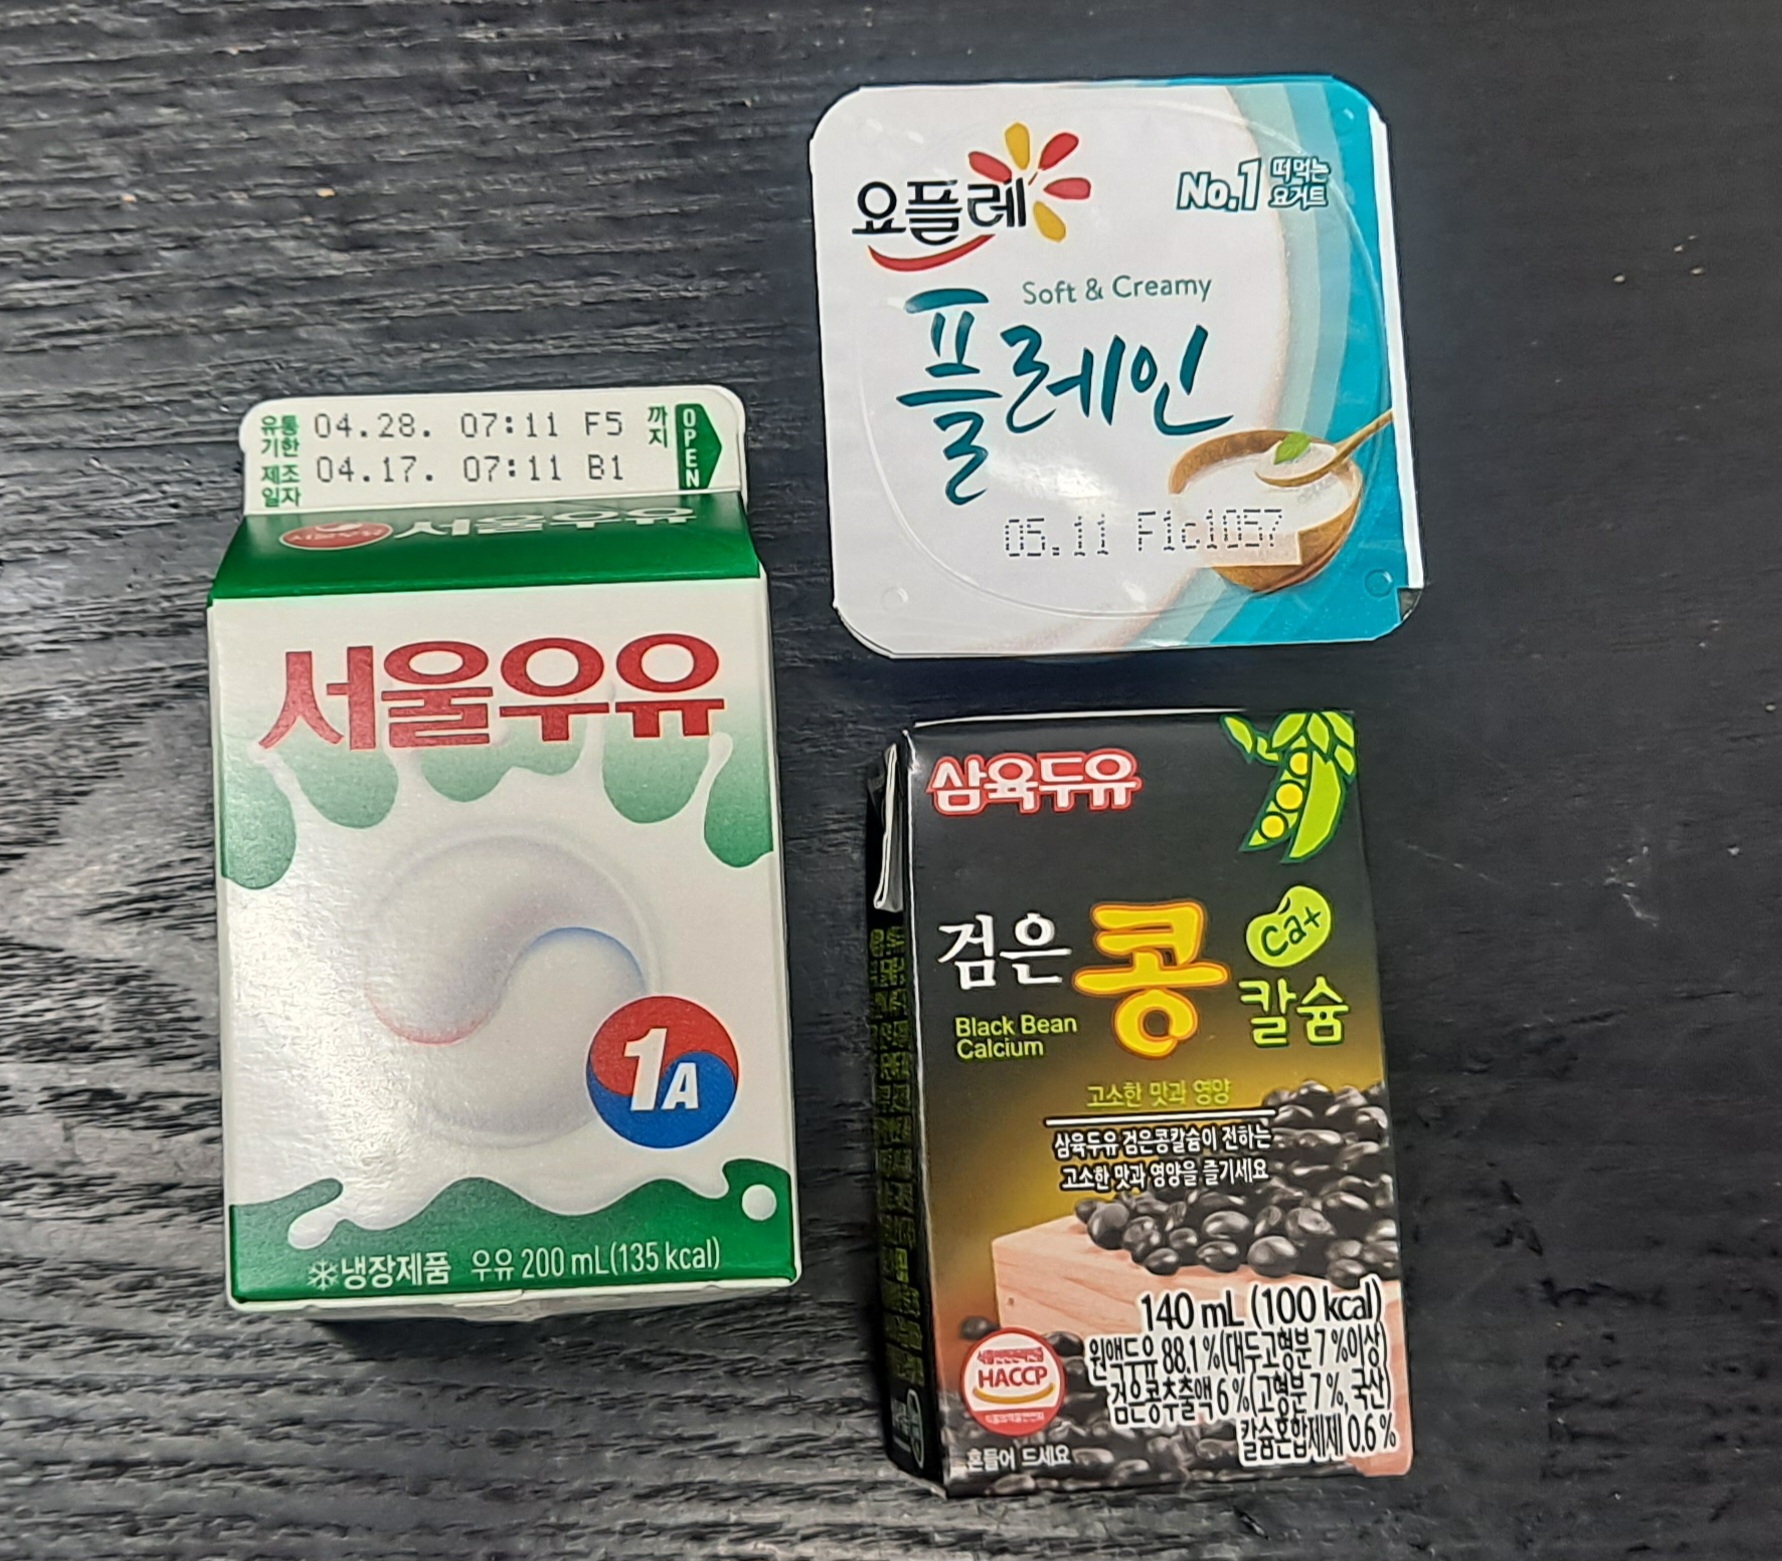 유통
기한
04.28. 07:11 F5
까
지
제조
일자
04.17. 07:11 B1
OPEN
서울우유
서울우유
1A
냉장제품 우유 200 mL(135 kcal)
요플레
No.1 떠먹는
요거트
Soft & Creamy
플레인
05.11 F1c1057
삼육두유
검은 콩 칼슘
Ca+
Black Bean
Calcium
고소한 맛과 영양
삼육두유 검은콩칼슘이 전하는
고소한 맛과 영양을 즐기세요
140 mL (100 kcal)
원액두유 88.1 %(대두고형분 7 %이상)
검은콩추출액 6 %(고형분 7 %, 국산)
칼슘혼합제제 0.6 %
HACCP
흔들어 드세요